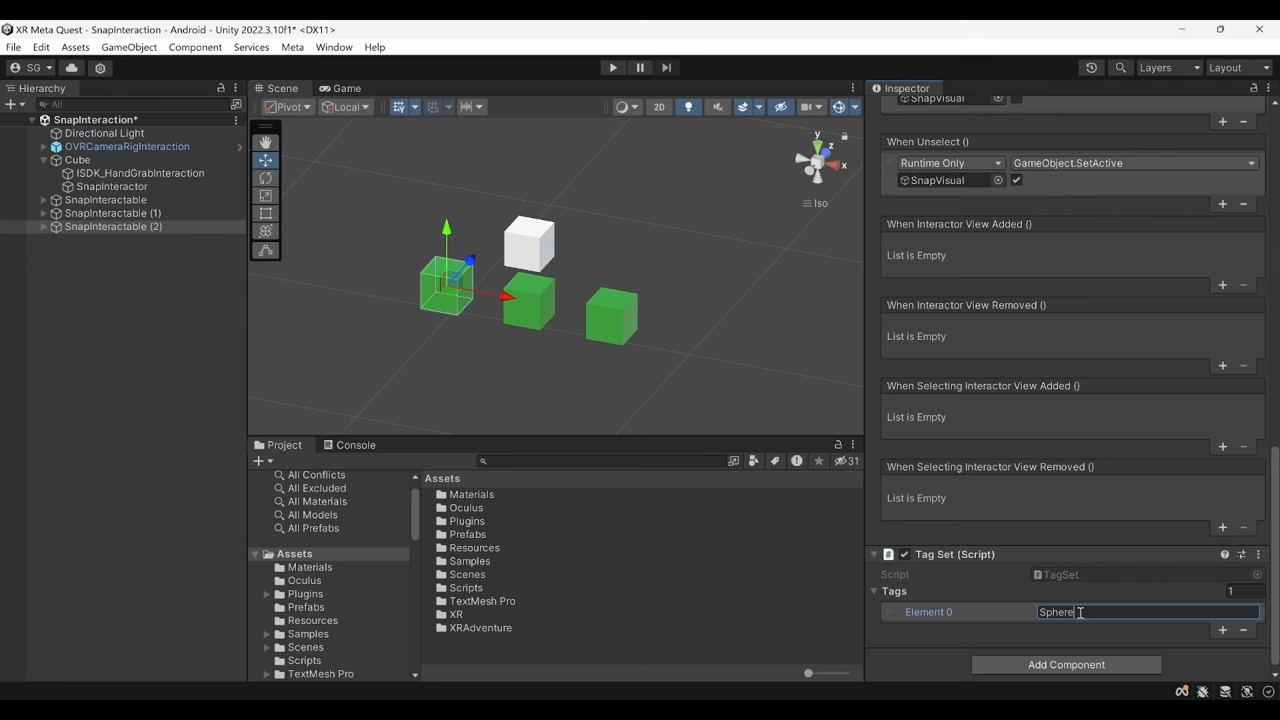 XR Meta Quest - SnapInteraction - Android - Unity 2022.3.10f1* <DX11>
File Edit Assets GameObject Component Services Meta Window Help
SG Layers Layout
Hierarchy
All
SnapInteraction*
Directional Light
OVRCameraRigInteraction
Cube
ISDK_HandGrabInteraction
SnapInteractor
SnapInteractable
SnapInteractable (1)
SnapInteractable (2)
Scene Game
Pivot Local 2D
y
z
x
Iso
Project Console
31
All Conflicts
All Excluded
All Materials
All Models
All Prefabs
Assets
Materials
Oculus
Plugins
Prefabs
Resources
Samples
Scenes
Scripts
TextMesh Pro
Assets
Materials
Oculus
Plugins
Prefabs
Resources
Samples
Scenes
Scripts
TextMesh Pro
XR
XRAdventure
Inspector
SnapVisual
When Unselect ()
Runtime Only GameObject.SetActive
SnapVisual
When Interactor View Added ()
List is Empty
When Interactor View Removed ()
List is Empty
When Selecting Interactor View Added ()
List is Empty
When Selecting Interactor View Removed ()
List is Empty
Tag Set (Script)
Script TagSet
Tags 1
Element 0 Sphere
Add Component